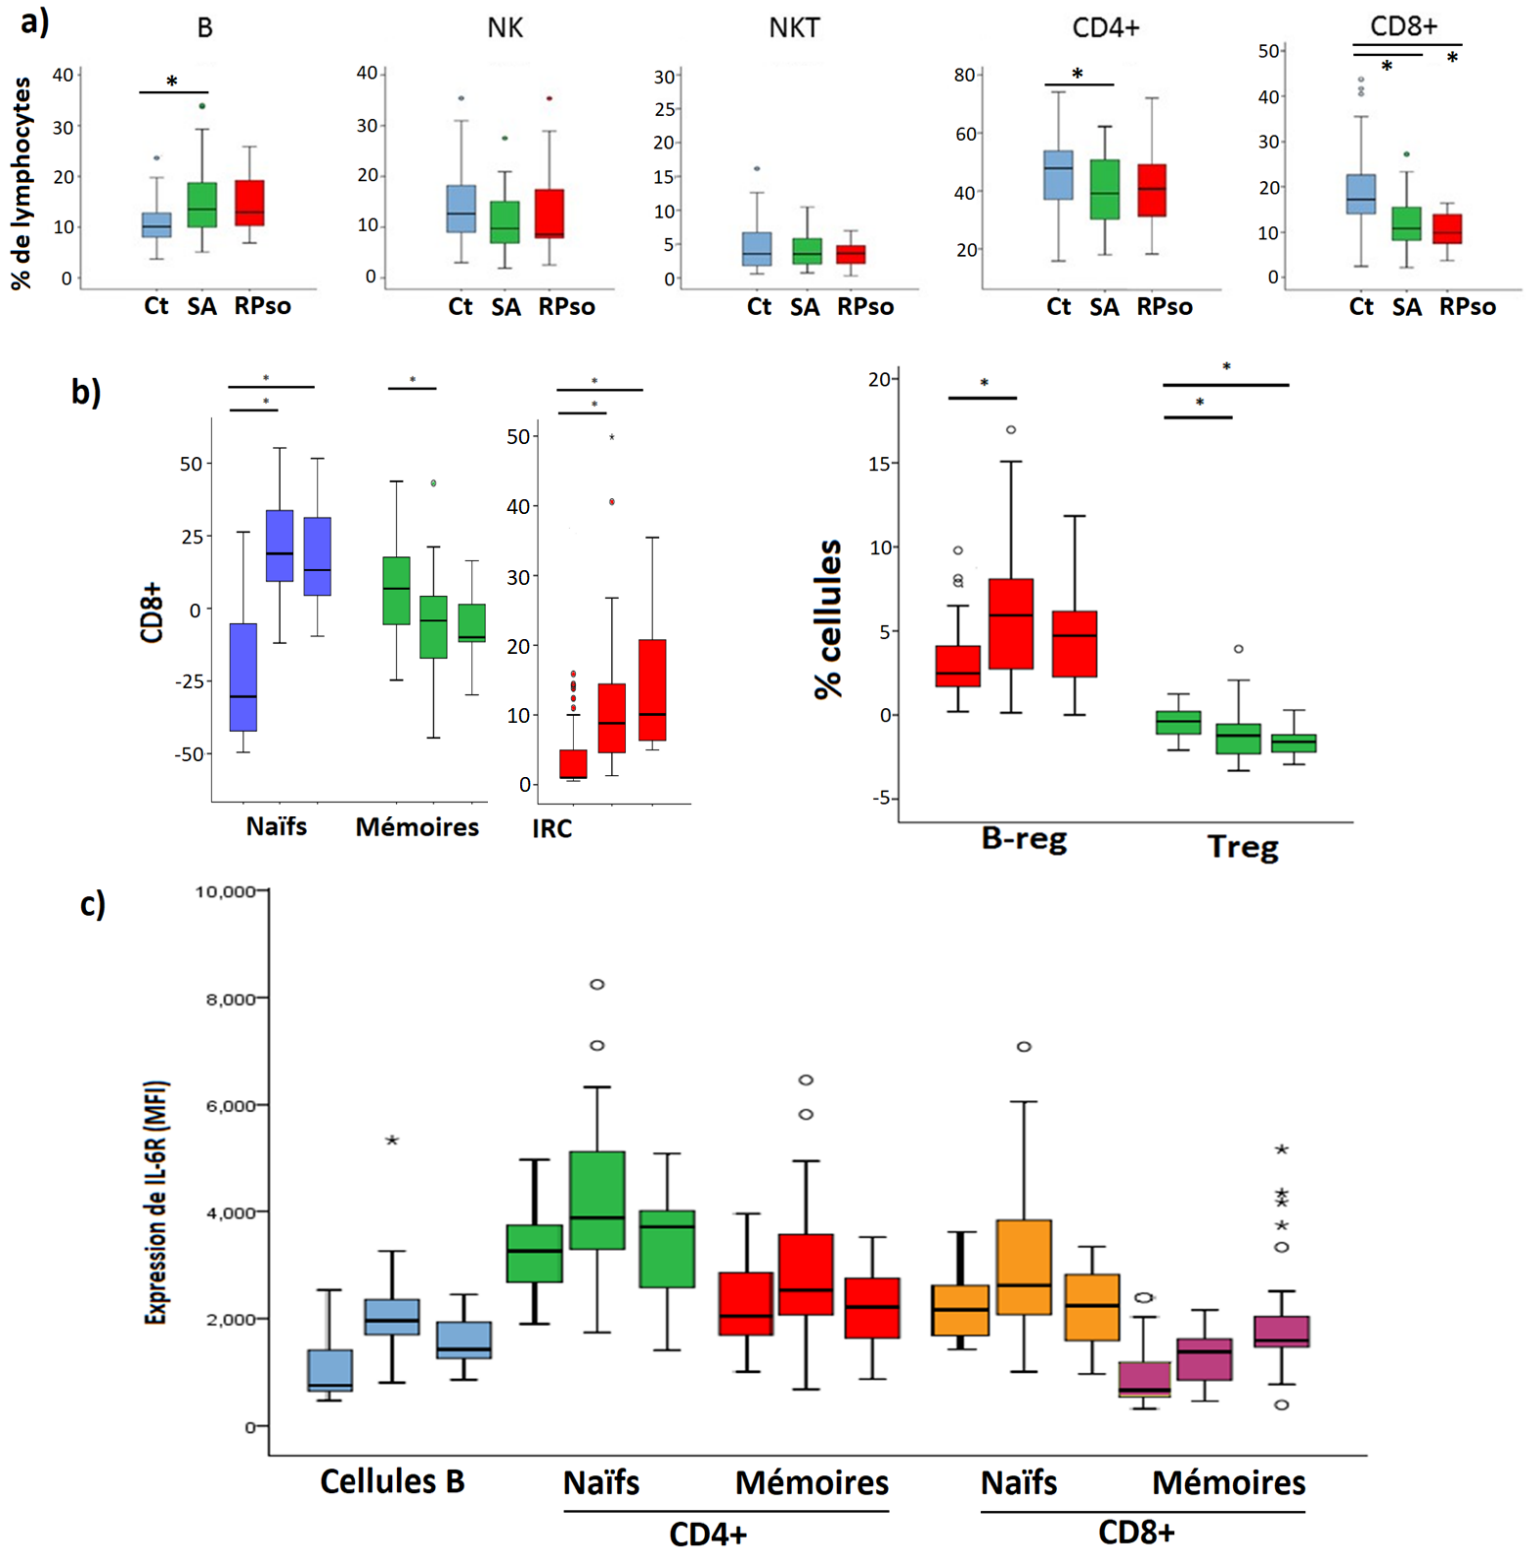 a)
B
NK
NKT
CD4+
CD8+
% de lymphocytes
40
30
20
10
0
*
Ct SA RPso
40
30
20
10
0
Ct SA RPso
30
25
20
15
10
5
0
Ct SA RPso
80
60
40
20
*
Ct SA RPso
50
40
30
20
10
0
*
*
Ct SA RPso
b)
CD8+
50
25
0
-25
-50
*
*
*
Naïfs
Mémoires
50
40
30
20
10
0
*
*
IRC
% cellules
20
15
10
5
0
-5
*
*
*
B-reg
Treg
c)
Expression de IL-6R (MFI)
10,000
8,000
6,000
4,000
2,000
0
Cellules B
Naïfs
Mémoires
Naïfs
Mémoires
CD4+
CD8+